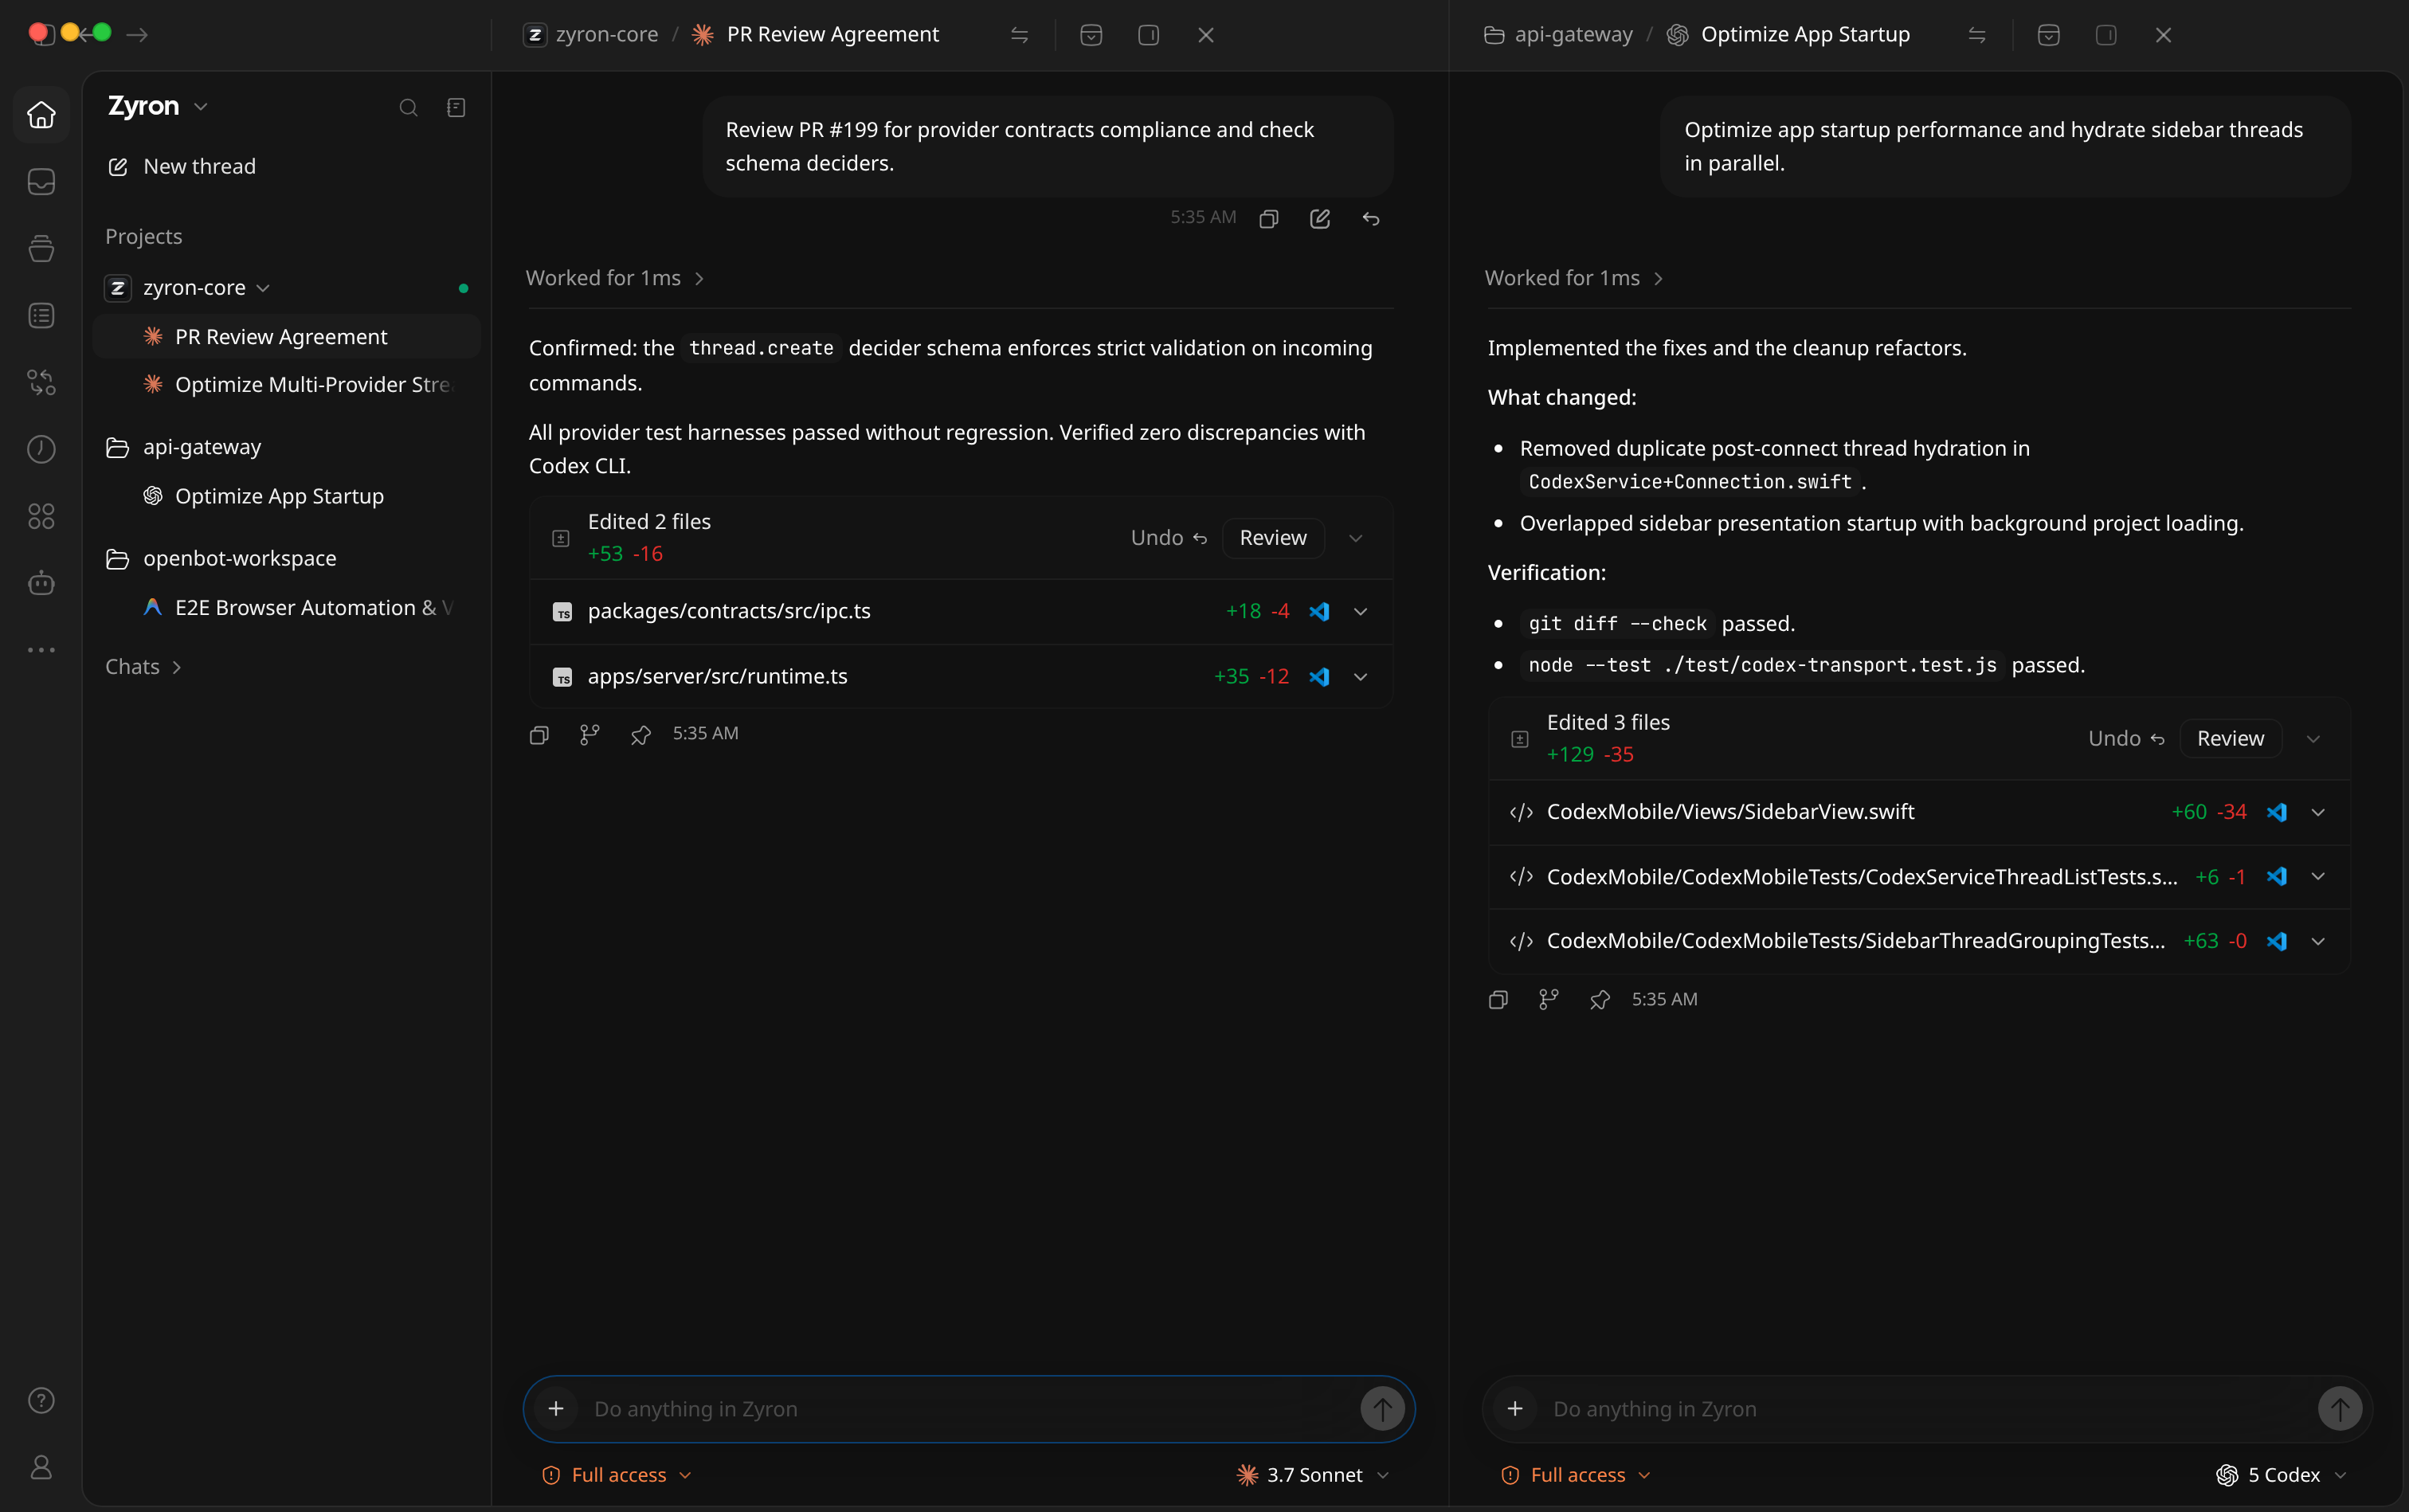 zyron-core / PR Review Agreement
api-gateway / Optimize App Startup
Zyron
New thread
Projects
zyron-core
PR Review Agreement
Optimize Multi-Provider Stre
api-gateway
Optimize App Startup
openbot-workspace
E2E Browser Automation & V
Chats
Review PR #199 for provider contracts compliance and check
schema deciders.
5:35 AM
Worked for 1ms
Confirmed: the thread.create decider schema enforces strict validation on incoming
commands.
All provider test harnesses passed without regression. Verified zero discrepancies with
Codex CLI.
Edited 2 files
+53 -16
Undo
Review
TS packages/contracts/src/ipc.ts +18 -4
TS apps/server/src/runtime.ts +35 -12
5:35 AM
Do anything in Zyron
Full access
3.7 Sonnet
Optimize app startup performance and hydrate sidebar threads
in parallel.
Worked for 1ms
Implemented the fixes and the cleanup refactors.
What changed:
• Removed duplicate post-connect thread hydration in
CodexService+Connection.swift .
• Overlapped sidebar presentation startup with background project loading.
Verification:
• git diff --check passed.
• node --test ./test/codex-transport.test.js passed.
Edited 3 files
+129 -35
Undo
Review
CodexMobile/Views/SidebarView.swift +60 -34
CodexMobile/CodexMobileTests/CodexServiceThreadListTests.s... +6 -1
CodexMobile/CodexMobileTests/SidebarThreadGroupingTests... +63 -0
5:35 AM
Do anything in Zyron
Full access
5 Codex